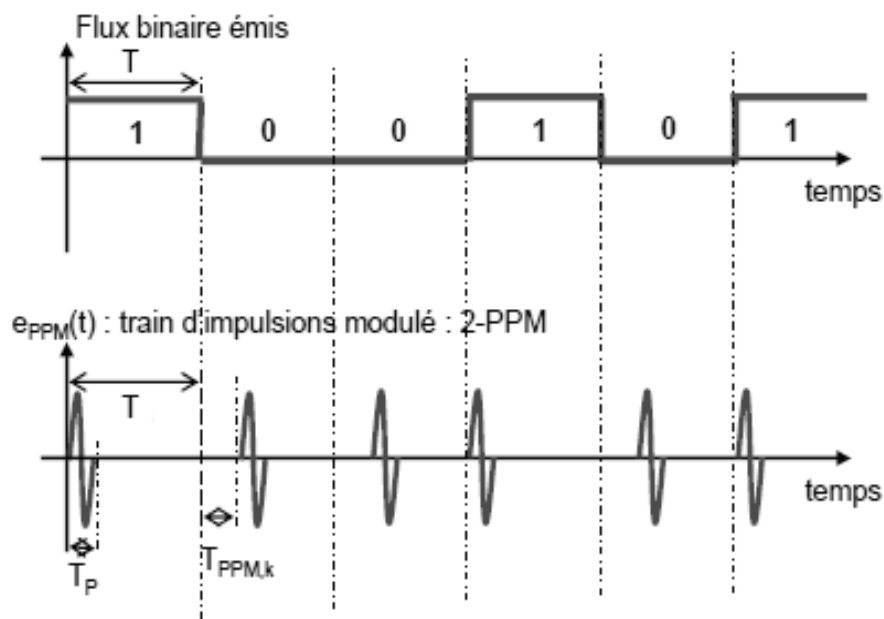 Flux binaire émis
T
1 0 0 1 0 1
temps
e_PPM(t) : train d'impulsions modulé : 2-PPM
T
temps
T_P
T_PPM,k